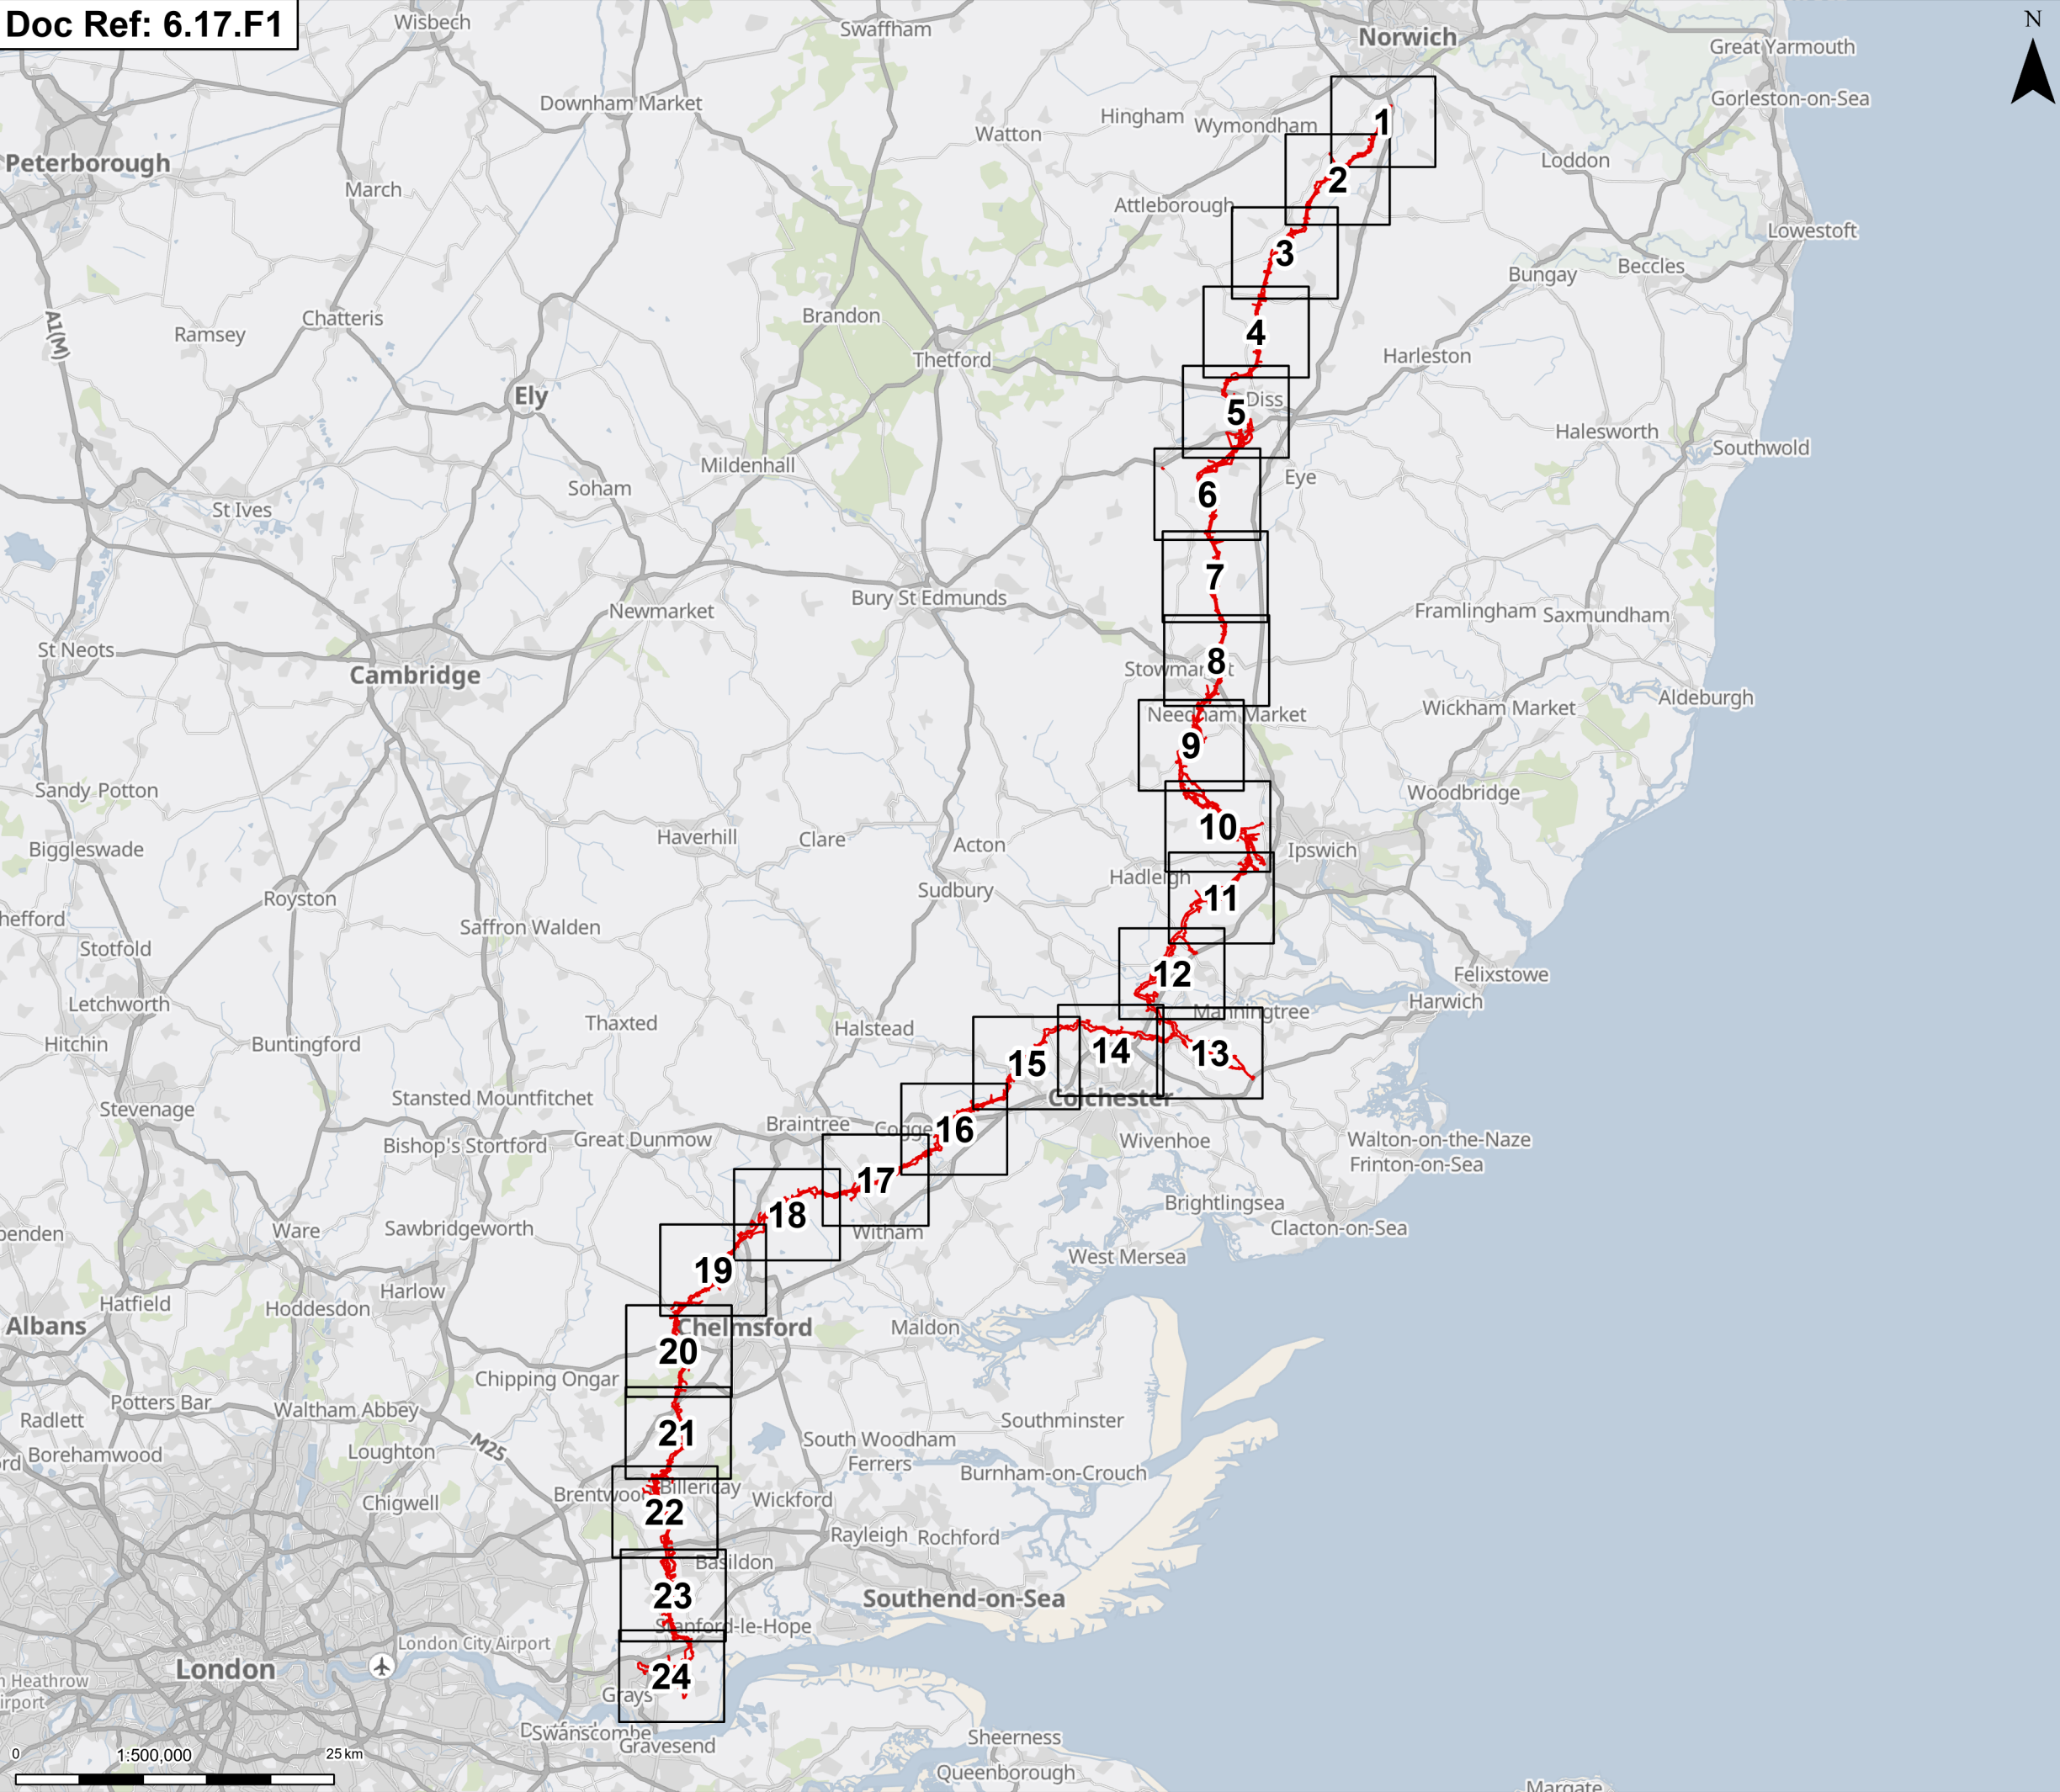 Doc Ref: 6.17.F1
N
Wisbech
Swaffham
Norwich
Great Yarmouth
Gorleston-on-Sea
Downham Market
Hingham
Wymondham
Watton
1
Peterborough
March
Loddon
2
Attleborough
Lowestoft
3
Beccles
Bungay
A1(M)
Ramsey
Chatteris
Brandon
4
Thetford
Harleston
Ely
Diss
5
Halesworth
Southwold
Mildenhall
Soham
Eye
6
St Ives
7
Bury St Edmunds
Newmarket
Framlingham
Saxmundham
St Neots
Cambridge
8
Aldeburgh
Needham Market
Wickham Market
9
Sandy
Potton
Woodbridge
10
Biggleswade
Haverhill
Clare
Acton
Ipswich
Hadleigh
Sudbury
11
Royston
Saffron Walden
Stotfold
12
Felixstowe
Letchworth
Harwich
Manningtree
Thaxted
Halstead
Hitchin
Buntingford
15
14
13
Colchester
Stansted Mountfitchet
Stevenage
Braintree
16
Bishop's Stortford
Great Dunmow
Wivenhoe
Walton-on-the-Naze
Frinton-on-Sea
17
Brightlingsea
18
Ware
Sawbridgeworth
Witham
Clacton-on-Sea
West Mersea
19
Harlow
Hatfield
Hoddesdon
Albans
Chelmsford
Maldon
20
Chipping Ongar
Potters Bar
Waltham Abbey
Radlett
Southminster
21
M25
Borehamwood
Loughton
South Woodham
Ferrers
Burnham-on-Crouch
Billericay
Chigwell
Wickford
22
Rayleigh
Rochford
Basildon
23
Southend-on-Sea
Stanford-le-Hope
London City Airport
London
24
Heathrow
Grays
Swanscombe
Gravesend
Sheerness
Queenborough
Margate
0
1:500,000
25 km